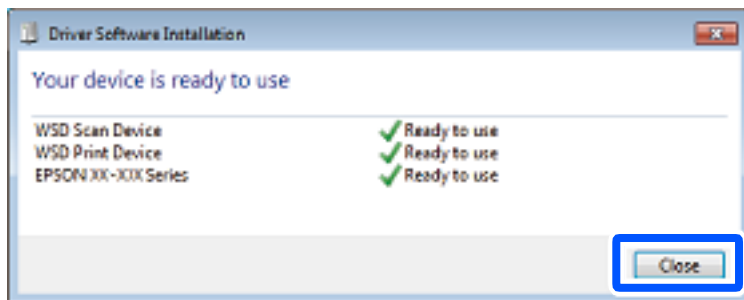 Driver Software Installation
Your device is ready to use
WSD Scan Device Ready to use
WSD Print Device Ready to use
EPSON XX-XXX Series Ready to use
Close